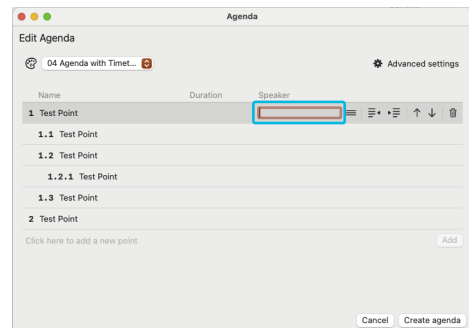 Agenda
Edit Agenda
04 Agenda with Timet... Advanced settings
Name Duration Speaker
1 Test Point
1.1 Test Point
1.2 Test Point
1.2.1 Test Point
1.3 Test Point
2 Test Point
Click here to add a new point Add
Cancel Create agenda